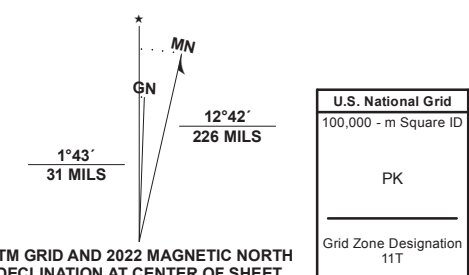 ★
MN
GN
1°43´
31 MILS
12°42´
226 MILS
TM GRID AND 2022 MAGNETIC NORTH
DECLINATION AT CENTER OF SHEET
U.S. National Grid
100,000 - m Square ID
PK
Grid Zone Designation
11T